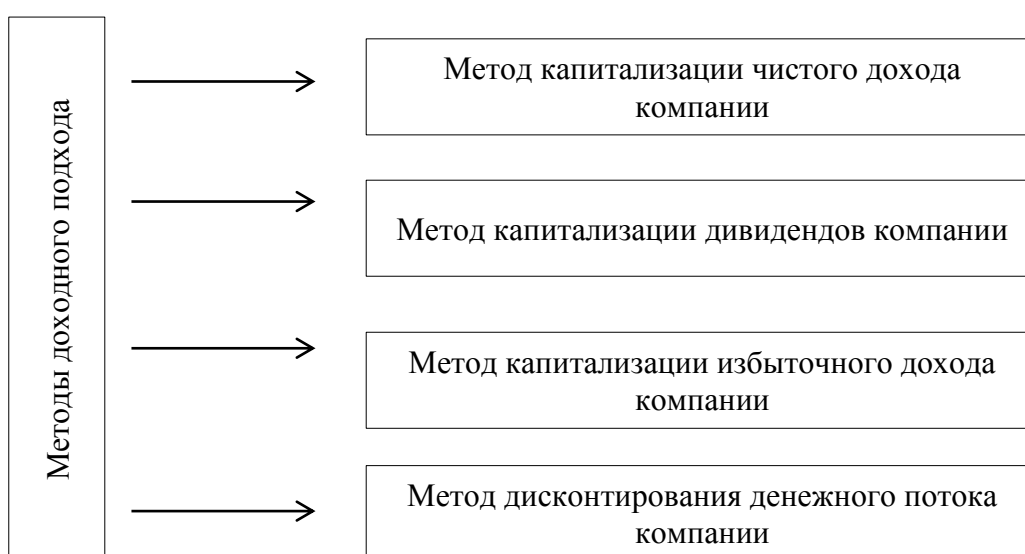 Методы доходного подхода
Метод капитализации чистого дохода
компании
Метод капитализации дивидендов компании
Метод капитализации избыточного дохода
компании
Метод дисконтирования денежного потока
компании